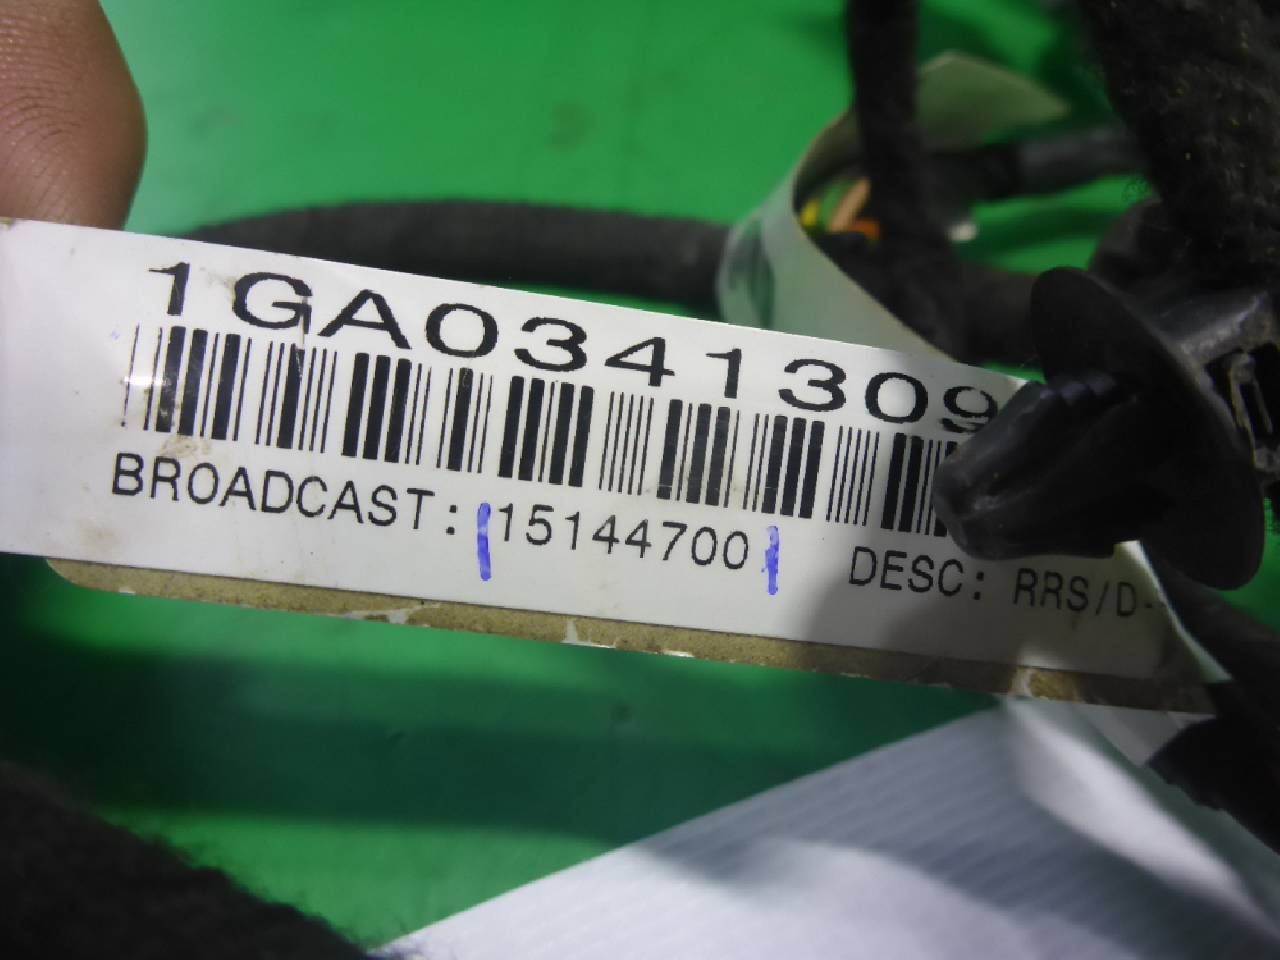 1GA0341309
BROADCAST: 15144700 DESC: RRS/D-